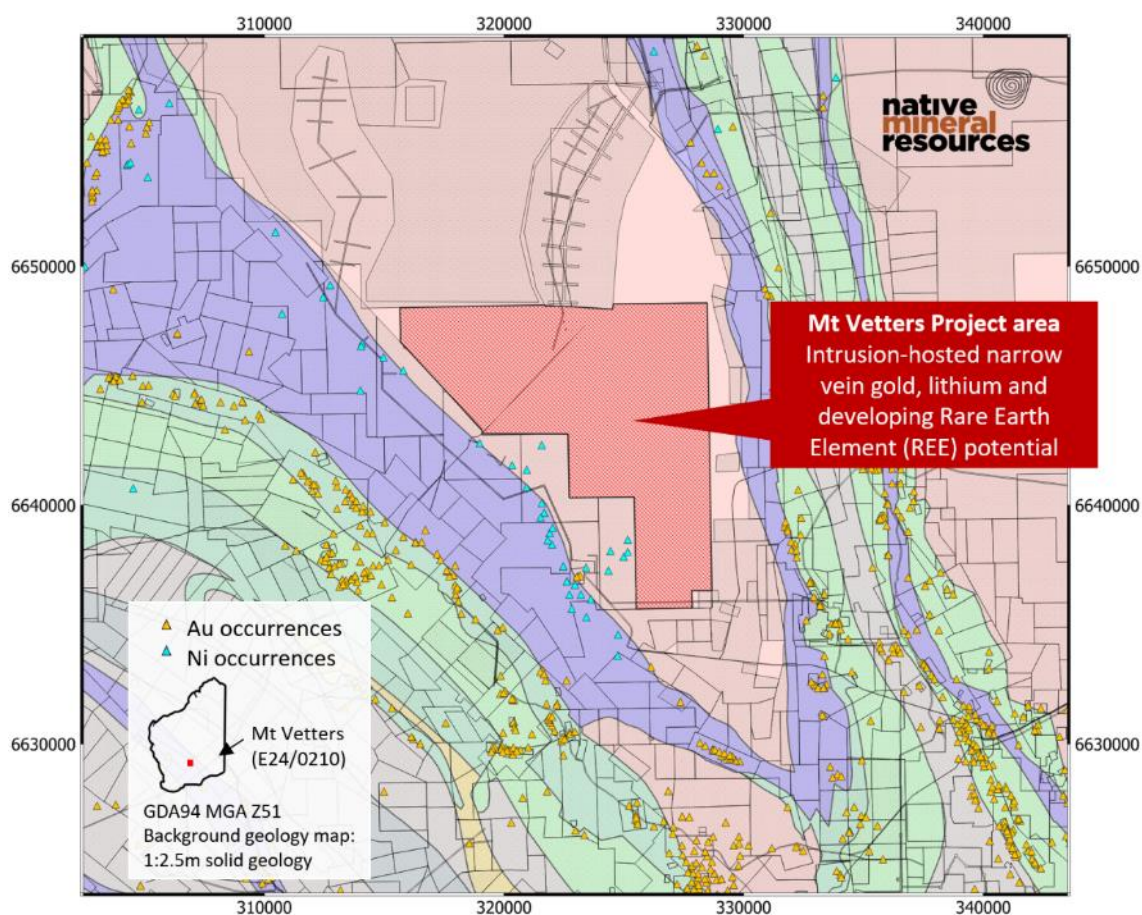 310000 320000 330000 340000
native
mineral
resources
6650000 6650000
Mt Vetters Project area
Intrusion-hosted narrow
vein gold, lithium and
developing Rare Earth
Element (REE) potential
6640000 6640000
Au occurrences
Ni occurrences
Mt Vetters
(E24/0210)
6630000 6630000
GDA94 MGA Z51
Background geology map:
1:2.5m solid geology
310000 320000 330000 340000